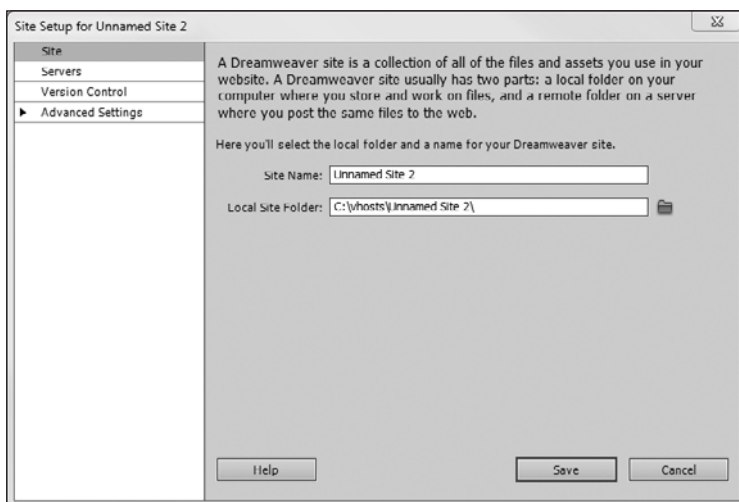 Site Setup for Unnamed Site 2
Site
Servers
Version Control
Advanced Settings
A Dreamweaver site is a collection of all of the files and assets you use in your
website. A Dreamweaver site usually has two parts: a local folder on your
computer where you store and work on files, and a remote folder on a server
where you post the same files to the web.
Here you'll select the local folder and a name for your Dreamweaver site.
Site Name: Unnamed Site 2
Local Site Folder: C:\vhosts\Unnamed Site 2\
Help Save Cancel